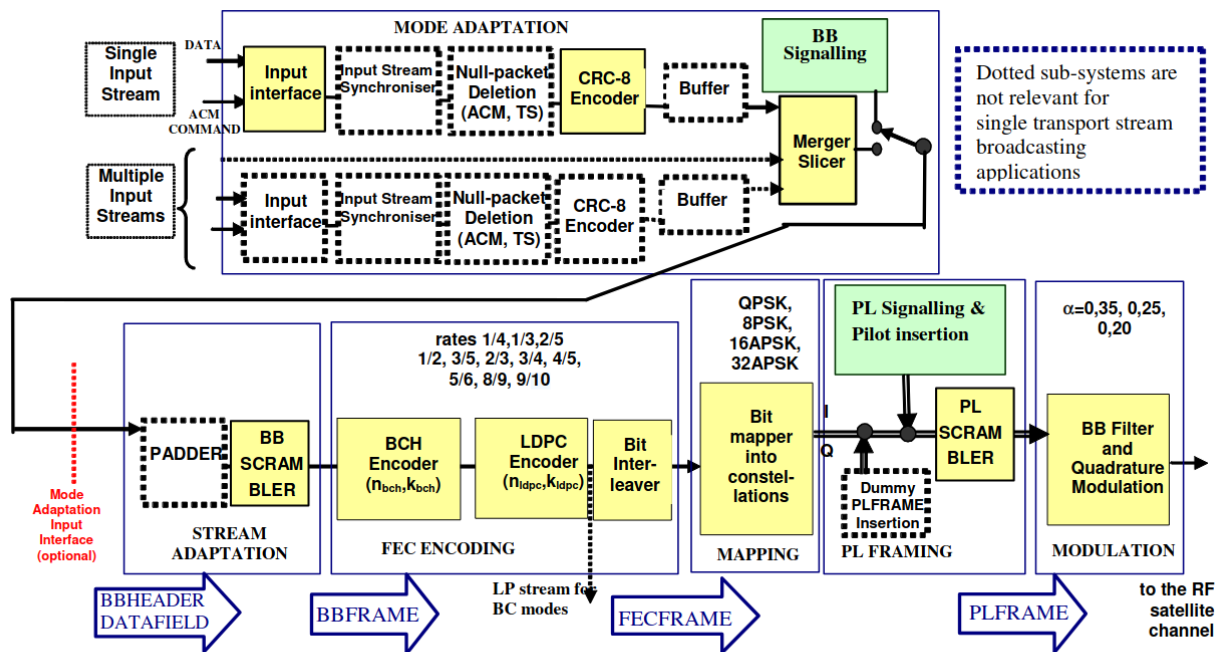 MODE ADAPTATION
BB
Signalling
Single
Input
Stream
DATA
ACM
COMMAND
Input
interface
Input Stream
Synchroniser
Null-packet
Deletion
(ACM, TS)
CRC-8
Encoder
Buffer
Merger
Slicer
Dotted sub-systems are
not relevant for
single transport stream
broadcasting
applications
Multiple
Input
Streams
Input
interface
Input Stream
Synchroniser
Null-packet
Deletion
(ACM, TS)
CRC-8
Encoder
Buffer
rates 1/4,1/3,2/5
1/2, 3/5, 2/3, 3/4, 4/5,
5/6, 8/9, 9/10
QPSK,
8PSK,
16APSK,
32APSK
PL Signalling &
Pilot insertion
α=0,35, 0,25,
0,20
PADDER
BB
SCRAM
BLER
BCH
Encoder
(nbch,kbch)
LDPC
Encoder
(nldpc,kldpc)
Bit
Inter-
leaver
Bit
mapper
into
constel-
lations
I
Q
PL
SCRAM
BLER
Dummy
PLFRAME
Insertion
BB Filter
and
Quadrature
Modulation
Mode
Adaptation
Input
Interface
(optional)
STREAM
ADAPTATION
FEC ENCODING
MAPPING
PL FRAMING
MODULATION
LP stream for
BC modes
BBHEADER
DATAFIELD
BBFRAME
FECFRAME
PLFRAME
to the RF
satellite
channel